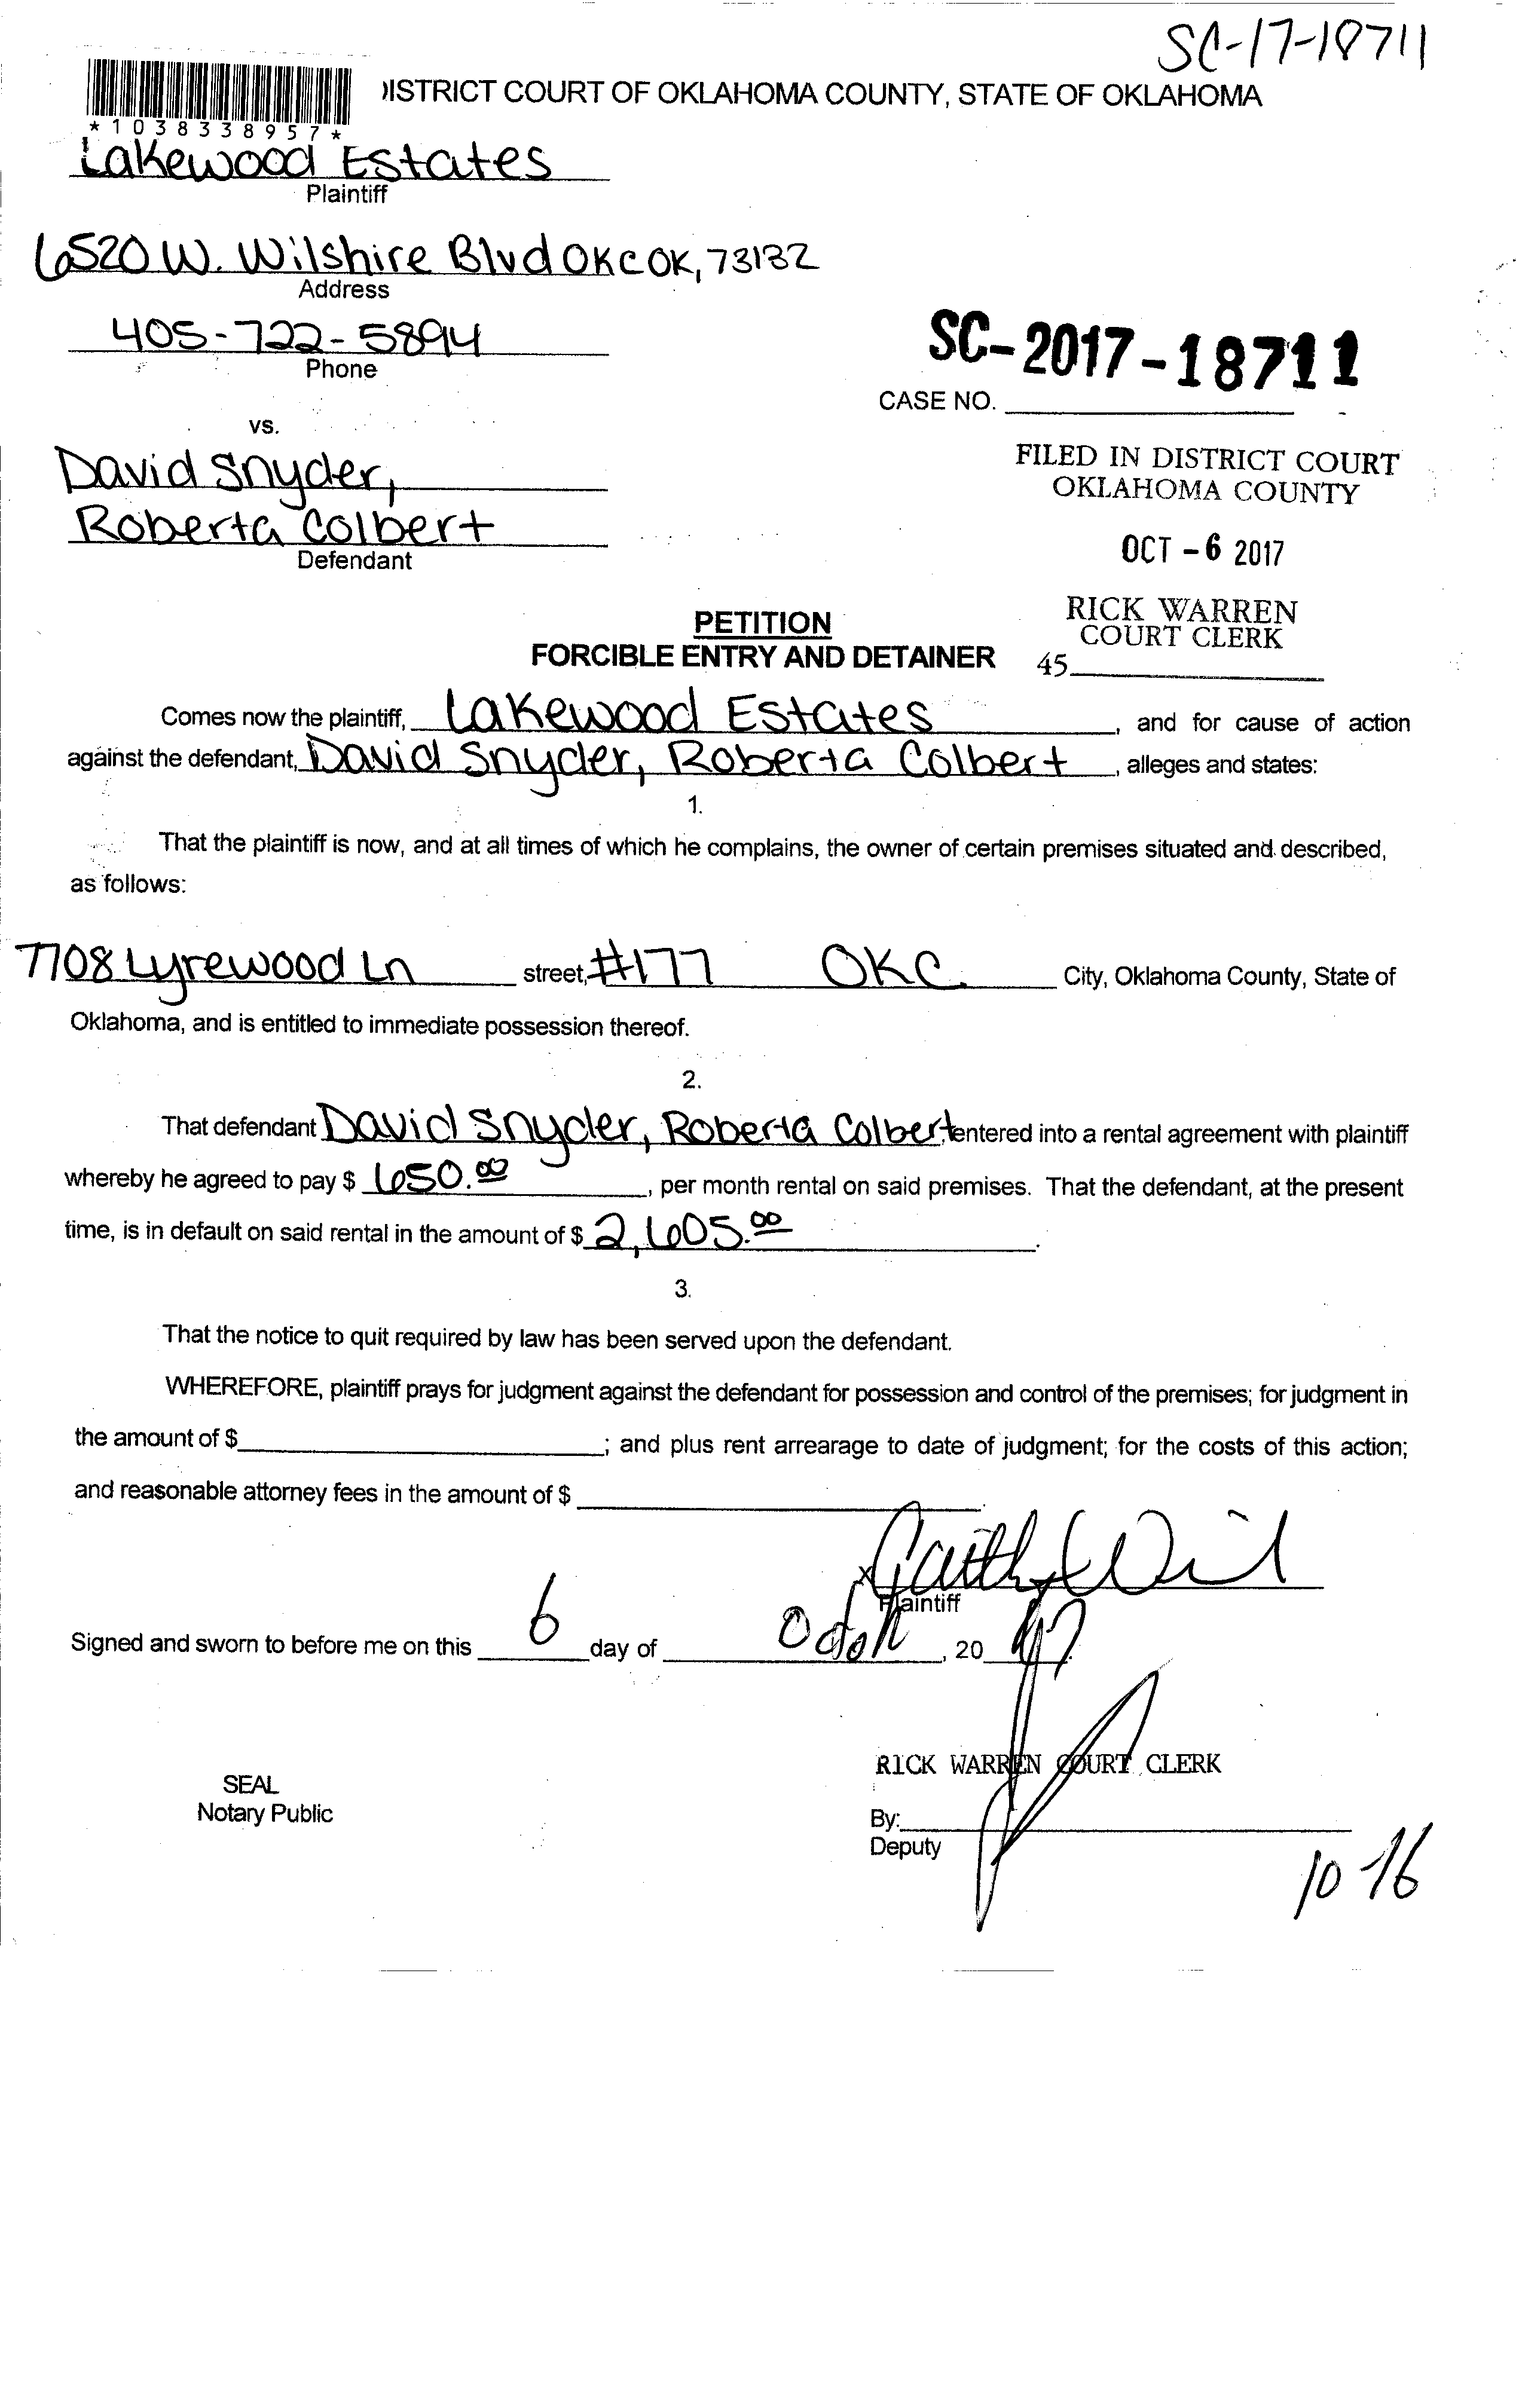 SC-17-18711
DISTRICT COURT OF OKLAHOMA COUNTY, STATE OF OKLAHOMA
*1038338957*
Lakewood Estates
Plaintiff
6520 W. Wilshire Blvd OKC OK, 73132
Address
405-722-5894
Phone
SC-2017-18711
CASE NO.
vs.
David Snyder,
Roberta Colbert
Defendant
FILED IN DISTRICT COURT
OKLAHOMA COUNTY
OCT -6 2017
RICK WARREN
COURT CLERK
45
PETITION
FORCIBLE ENTRY AND DETAINER
Comes now the plaintiff, Lakewood Estates, and for cause of action
against the defendant, David Snyder, Roberta Colbert, alleges and states:
1.
That the plaintiff is now, and at all times of which he complains, the owner of certain premises situated and described,
as follows:
7708 Lyrewood Ln street, #177 OKC City, Oklahoma County, State of
Oklahoma, and is entitled to immediate possession thereof.
2.
That defendant David Snyder, Roberta Colbert, entered into a rental agreement with plaintiff
whereby he agreed to pay $ 650.00, per month rental on said premises. That the defendant, at the present
time, is in default on said rental in the amount of $ 2,605.00.
3.
That the notice to quit required by law has been served upon the defendant.
WHEREFORE, plaintiff prays for judgment against the defendant for possession and control of the premises; for judgment in
the amount of $; and plus rent arrearage to date of judgment; for the costs of this action;
and reasonable attorney fees in the amount of $.
x
Plaintiff
Signed and sworn to before me on this 6 day of Octoh, 20 17.
RICK WARREN COURT CLERK
SEAL
Notary Public
By:
Deputy
10-16